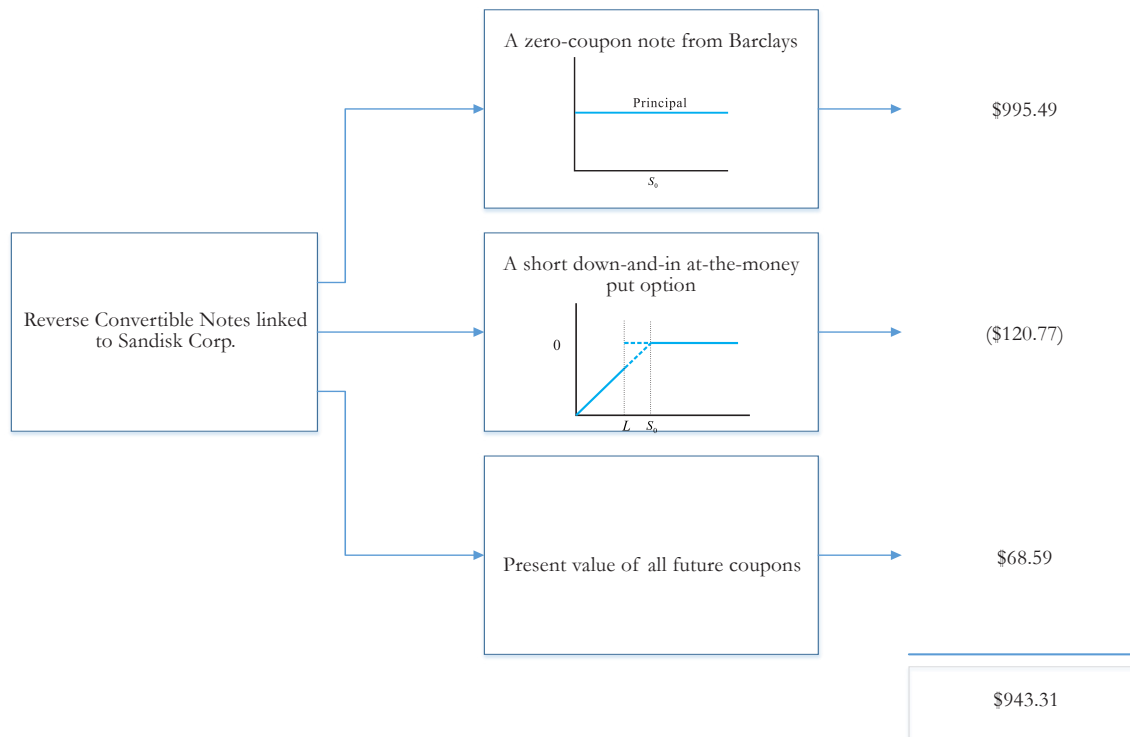 A zero-coupon note from Barclays
Principal
S₀
$995.49
Reverse Convertible Notes linked
to Sandisk Corp.
A short down-and-in at-the-money
put option
0
L S₀
($120.77)
Present value of all future coupons
$68.59
$943.31